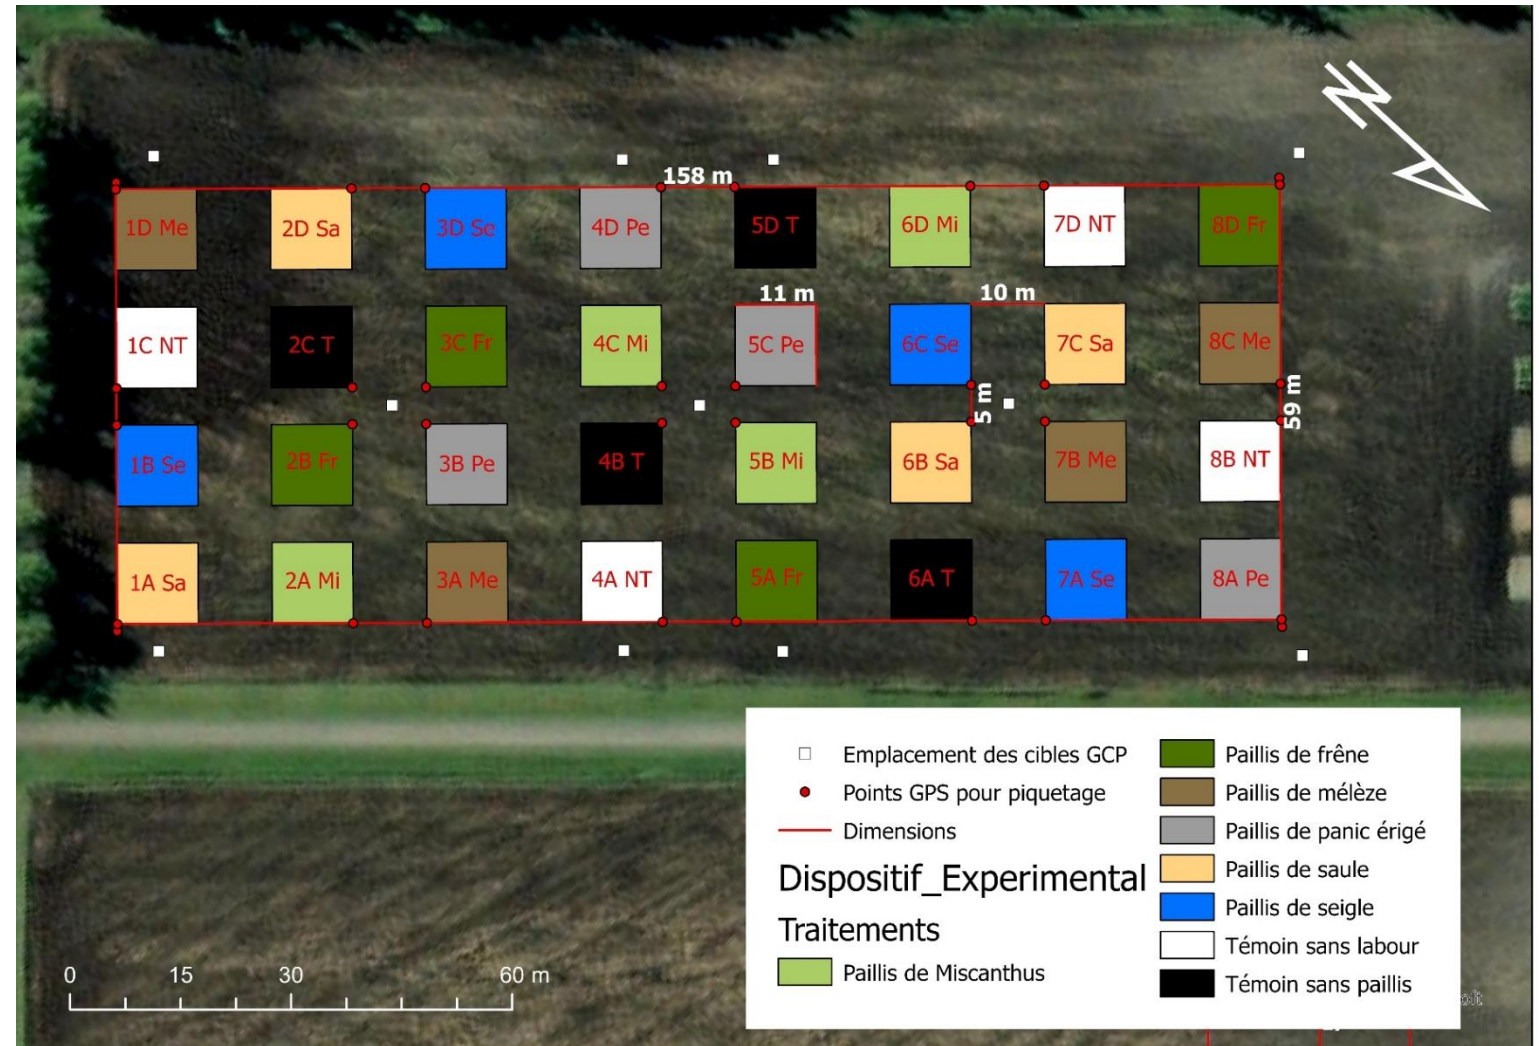 158 m
1D Me
2D Sa
3D Se
4D Pe
5D T
6D Mi
7D NT
8D Fr
11 m
10 m
1C NT
2C T
3C Fr
4C Mi
5C Pe
6C Se
7C Sa
8C Me
5 m
59 m
1B Se
2B Fr
3B Pe
4B T
5B Mi
6B Sa
7B Me
8B NT
1A Sa
2A Mi
3A Me
4A NT
5A Fr
6A T
7A Se
8A Pe
Emplacement des cibles GCP
Points GPS pour piquetage
Dimensions
Dispositif_Experimental
Traitements
Paillis de Miscanthus
Paillis de frêne
Paillis de mélèze
Paillis de panic érigé
Paillis de saule
Paillis de seigle
Témoin sans labour
Témoin sans paillis
0 15 30 60 m